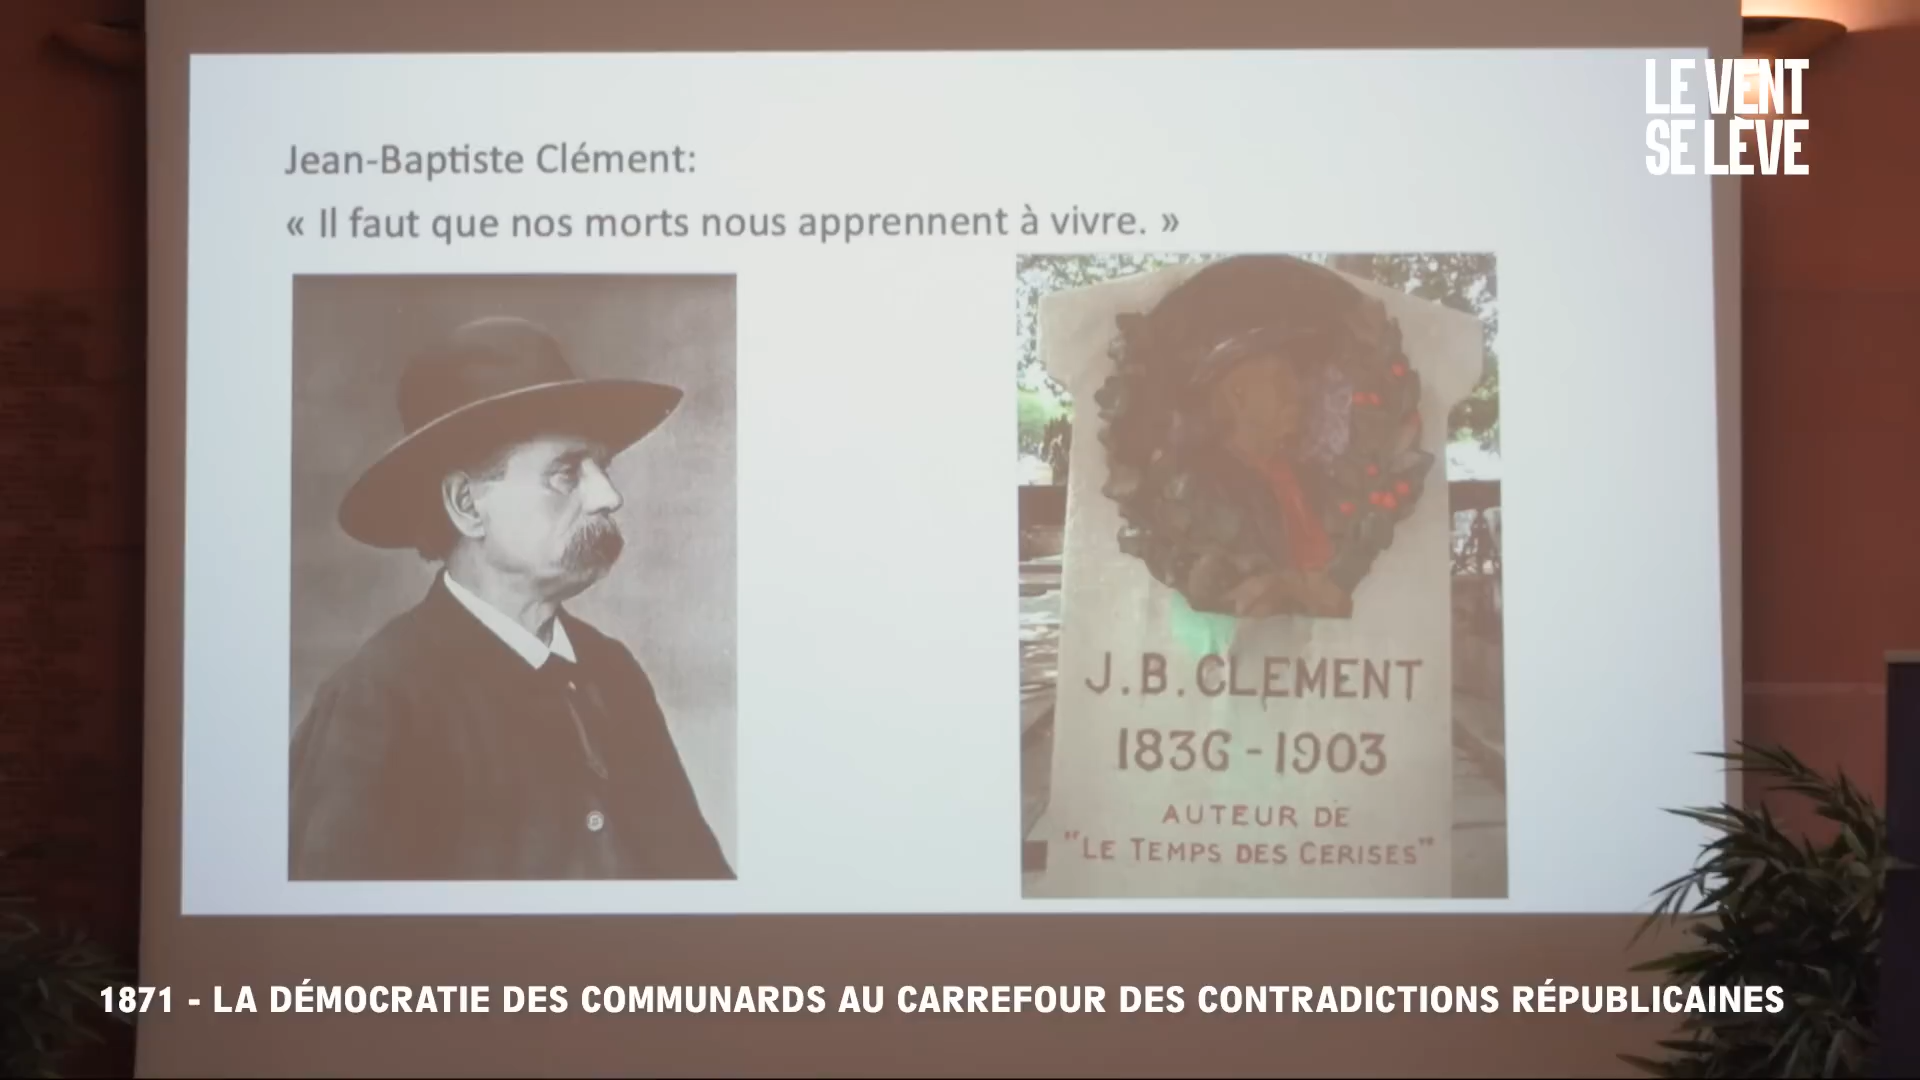 LE VENT
SE LÈVE
Jean-Baptiste Clément:
« Il faut que nos morts nous apprennent à vivre. »
J.B. CLEMENT
1836-1903
AUTEUR DE
"LE TEMPS DES CERISES"
1871 - LA DÉMOCRATIE DES COMMUNARDS AU CARREFOUR DES CONTRADICTIONS RÉPUBLICAINES